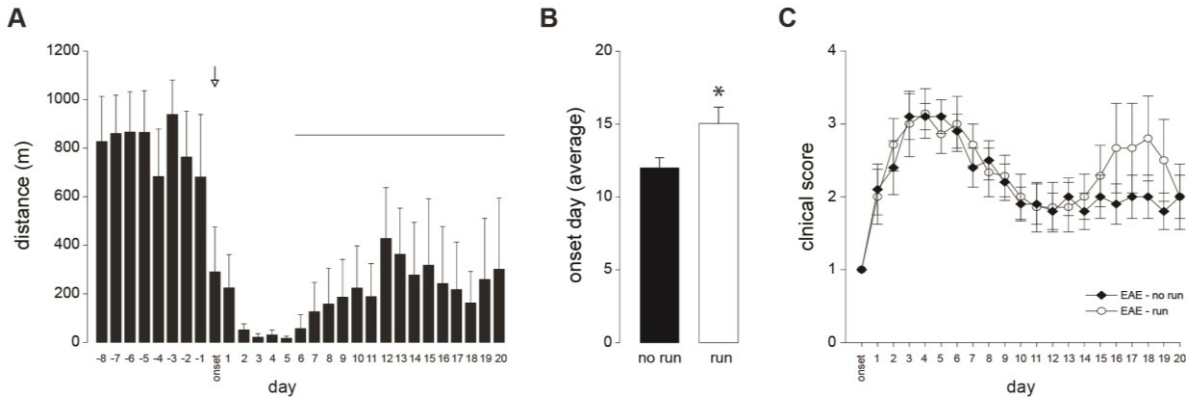 A
B
C
1200
1000
800
600
400
200
0
distance (m)
-8 -7 -6 -5 -4 -3 -2 -1 onset 1 2 3 4 5 6 7 8 9 10 11 12 13 14 15 16 17 18 19 20
day
20
15
10
5
0
onset day (average)
*
no run run
4
3
2
1
0
clnical score
EAE - no run
EAE - run
onset 1 2 3 4 5 6 7 8 9 10 11 12 13 14 15 16 17 18 19 20
day